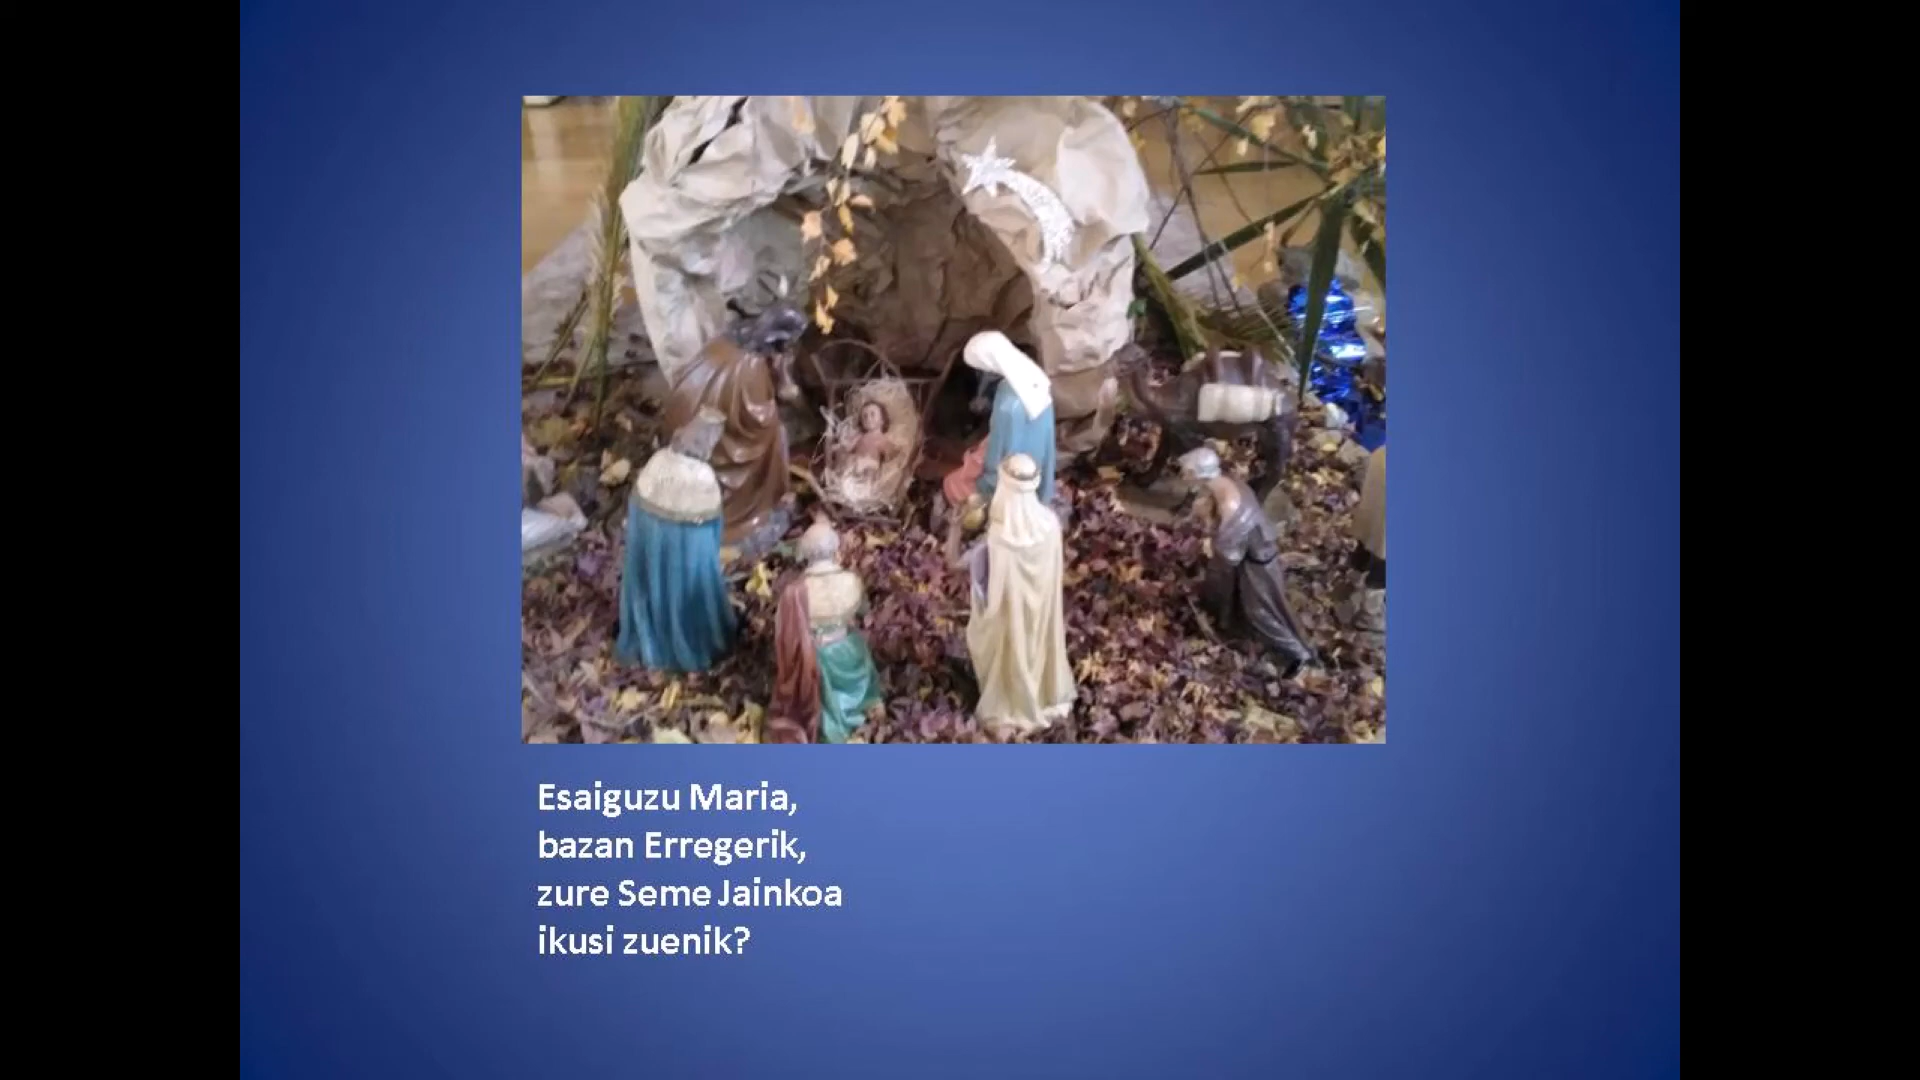 Esaiguzu Maria,
bazan Erregerik,
zure Seme Jainkoa
ikusi zuenik?